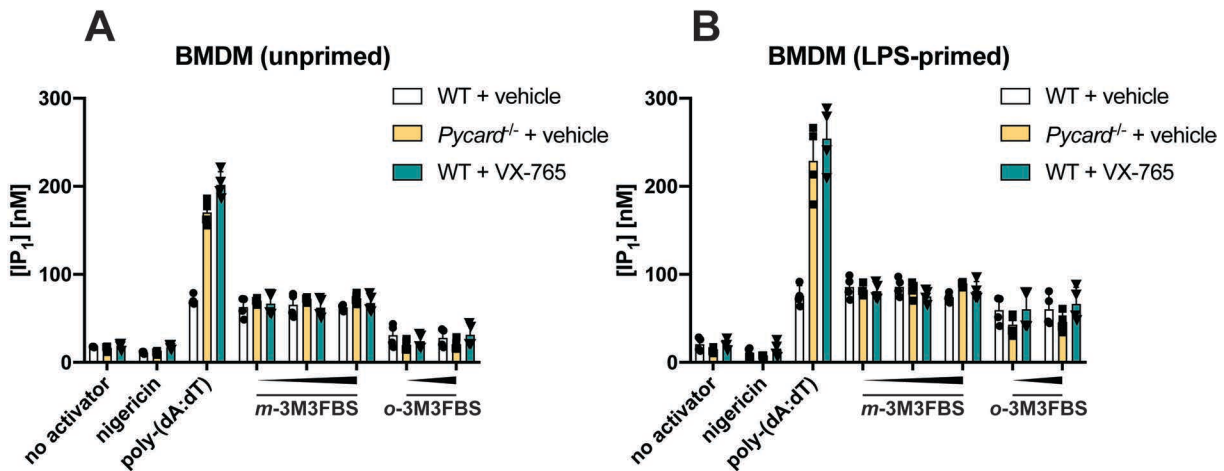 A
BMDM (unprimed)
WT + vehicle
Pycard-/- + vehicle
WT + VX-765
[IP1] [nM]
300
200
100
0
no activator
nigericin
poly-(dA:dT)
m-3M3FBS
o-3M3FBS
B
BMDM (LPS-primed)
WT + vehicle
Pycard-/- + vehicle
WT + VX-765
[IP1] [nM]
300
200
100
0
no activator
nigericin
poly-(dA:dT)
m-3M3FBS
o-3M3FBS